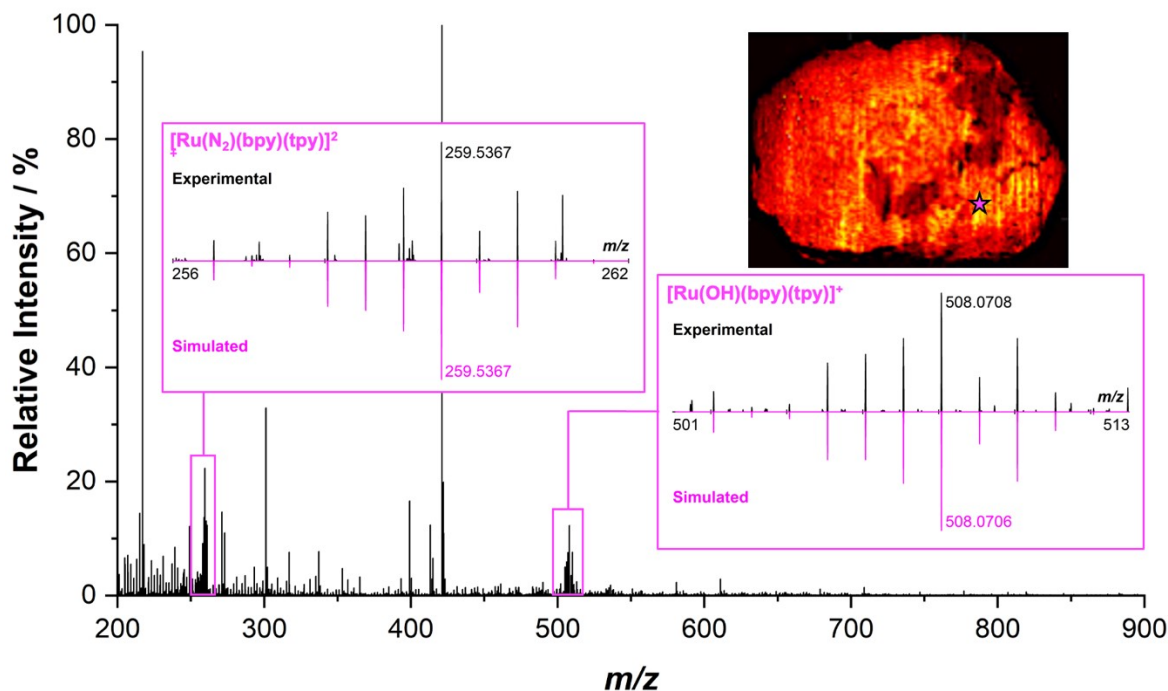 100
80
60
40
20
0
Relative Intensity / %
[Ru(N₂)(bpy)(tpy)]²
‡
Experimental
259.5367
m/z
256
262
Simulated
259.5367
[Ru(OH)(bpy)(tpy)]⁺
Experimental
508.0708
m/z
501
513
Simulated
508.0706
200
300
400
500
600
700
800
900
m/z